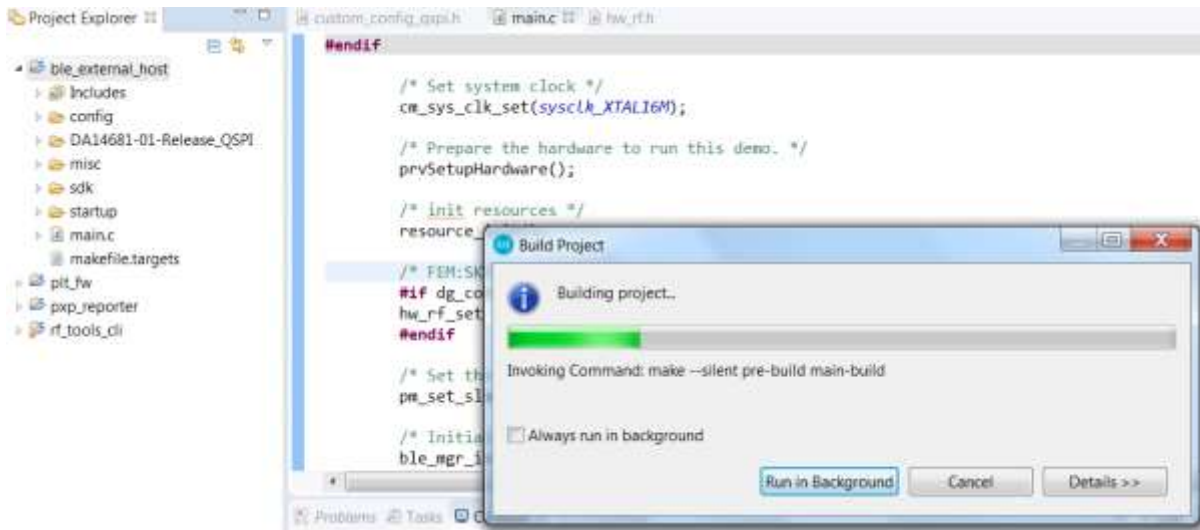 Project Explorer
custom_config_qspi.h
main.c
hw_rf.h
ble_external_host
Includes
config
DA14681-01-Release_QSPI
misc
sdk
startup
main.c
makefile.targets
plt_fw
pxp_reporter
rf_tools_cli
#endif
/* Set system clock */
cm_sys_clk_set(sysclk_XTAL16M);
/* Prepare the hardware to run this demo. */
prvSetupHardware();
/* init resources */
resource_
/* FEM:SK
#if dg_co
hw_rf_set
#endif
/* Set th
pm_set_sl
/* Initia
ble_mgr_i
Build Project
Building project...
Invoking Command: make --silent pre-build main-build
Always run in background
Run in Background
Cancel
Details >>
Problems
Tasks
C